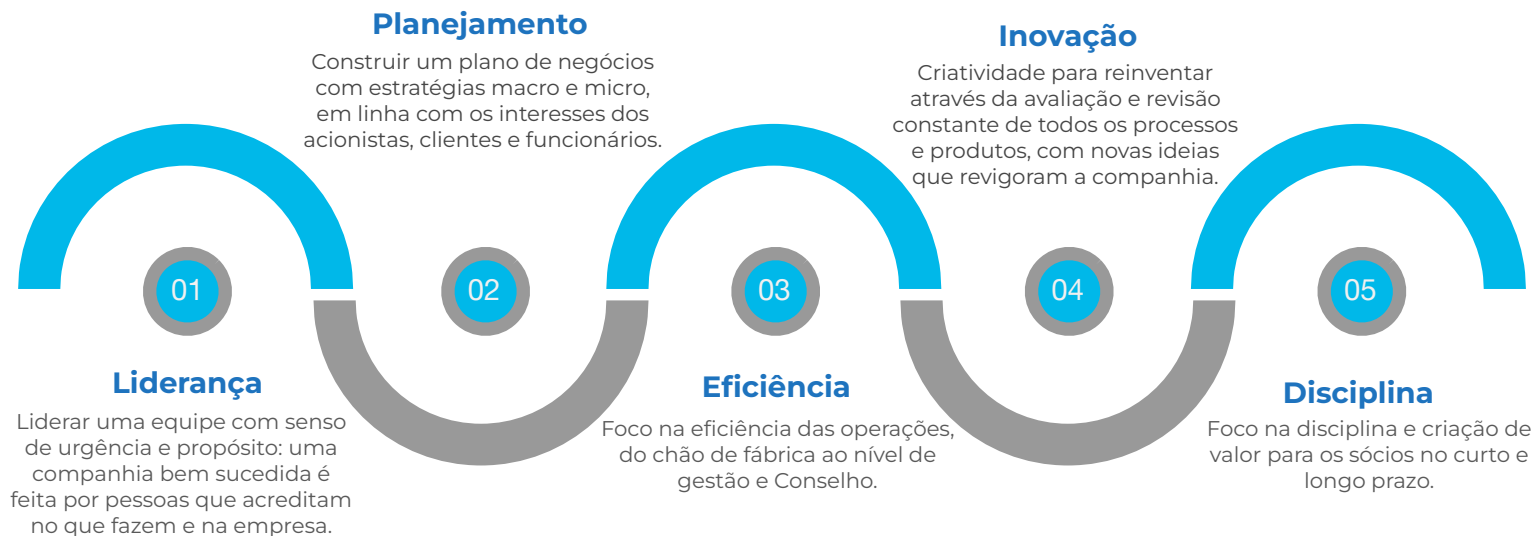 01
Liderança
Liderar uma equipe com senso
de urgência e propósito: uma
companhia bem sucedida é
feita por pessoas que acreditam
no que fazem e na empresa.
Planejamento
Construir um plano de negócios
com estratégias macro e micro,
em linha com os interesses dos
acionistas, clientes e funcionários.
02
03
Eficiência
Foco na eficiência das operações,
do chão de fábrica ao nível de
gestão e Conselho.
Inovação
Criatividade para reinventar
através da avaliação e revisão
constante de todos os processos
e produtos, com novas ideias
que revigoram a companhia.
04
05
Disciplina
Foco na disciplina e criação de
valor para os sócios no curto e
longo prazo.